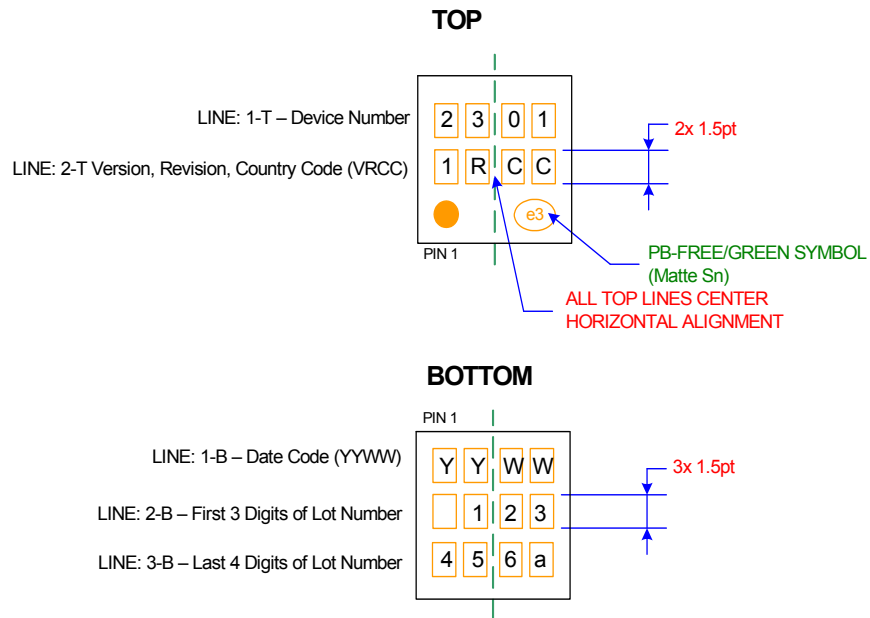 TOP
LINE: 1-T – Device Number
2 3 0 1
2x 1.5pt
LINE: 2-T Version, Revision, Country Code (VRCC)
1 R C C
e3
PIN 1
PB-FREE/GREEN SYMBOL
(Matte Sn)
ALL TOP LINES CENTER
HORIZONTAL ALIGNMENT
BOTTOM
PIN 1
LINE: 1-B – Date Code (YYWW)
Y Y W W
3x 1.5pt
LINE: 2-B – First 3 Digits of Lot Number
1 2 3
LINE: 3-B – Last 4 Digits of Lot Number
4 5 6 a